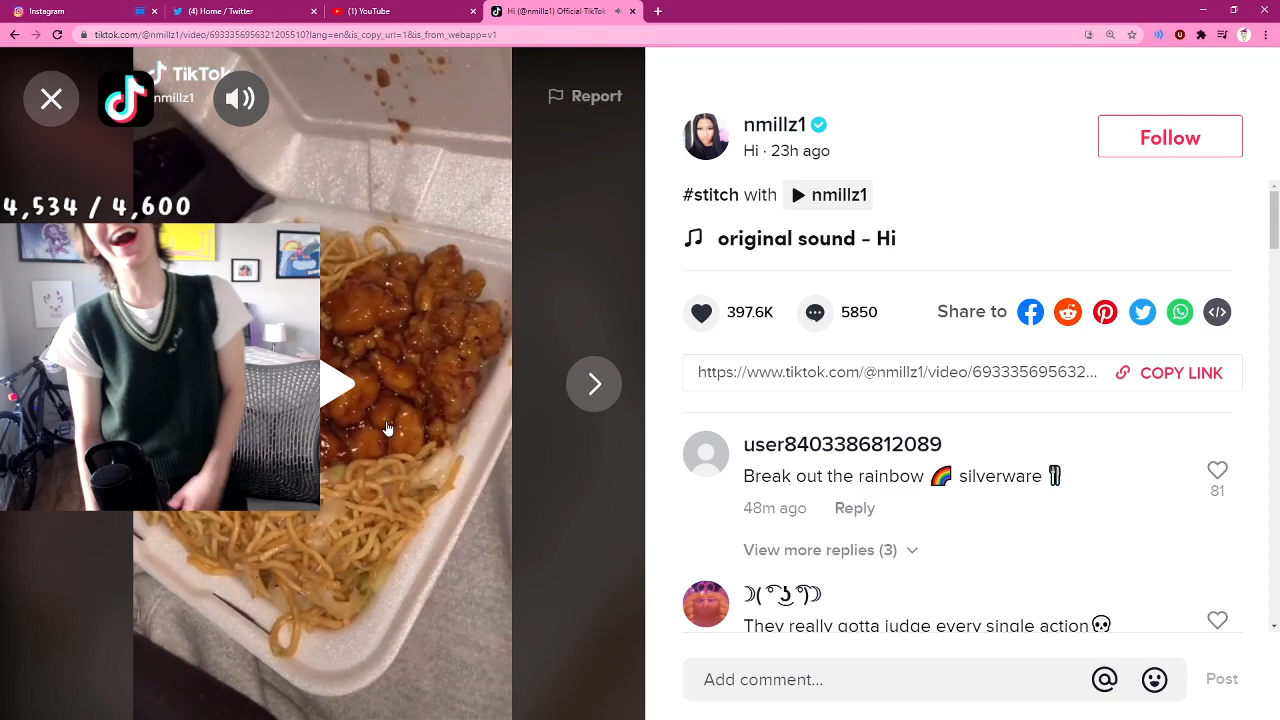 Instagram
(4) Home / Twitter
(1) YouTube
Hi (@nmillz1) Official TikTok
tiktok.com/@nmillz1/video/6933356956321205510?lang=en&is_copy_url=1&is_from_webapp=v1
TikTok
nmillz1
Report
4,534 / 4,600
nmillz1
Hi · 23h ago
Follow
#stitch with nmillz1
original sound - Hi
397.6K
5850
Share to
https://www.tiktok.com/@nmillz1/video/693335695632...
COPY LINK
user8403386812089
Break out the rainbow 🌈 silverware 🍴
81
48m ago Reply
View more replies (3)
☽( ͡° ͜ʖ ͡°)☽
They really gotta judge every single action💀
Add comment...
Post